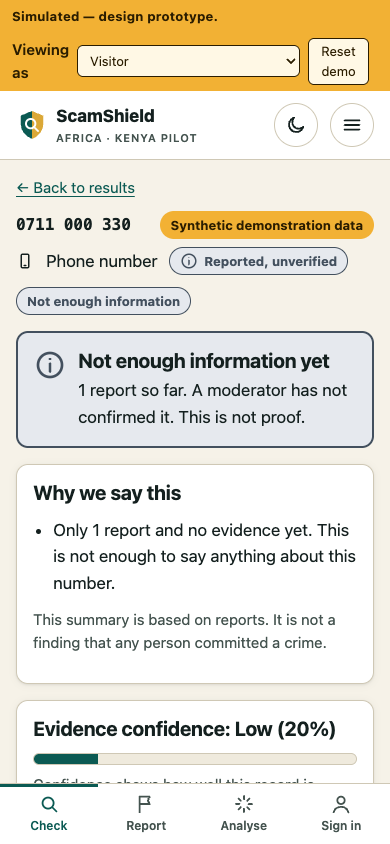 Simulated — design prototype.
Viewing as
Visitor
Reset demo
ScamShield
AFRICA · KENYA PILOT
← Back to results
0711 000 330
Synthetic demonstration data
Phone number
Reported, unverified
Not enough information
Not enough information yet
1 report so far. A moderator has not
confirmed it. This is not proof.
Why we say this
• Only 1 report and no evidence yet. This
is not enough to say anything about this
number.
This summary is based on reports. It is not a
finding that any person committed a crime.
Evidence confidence: Low (20%)
Check
Report
Analyse
Sign in